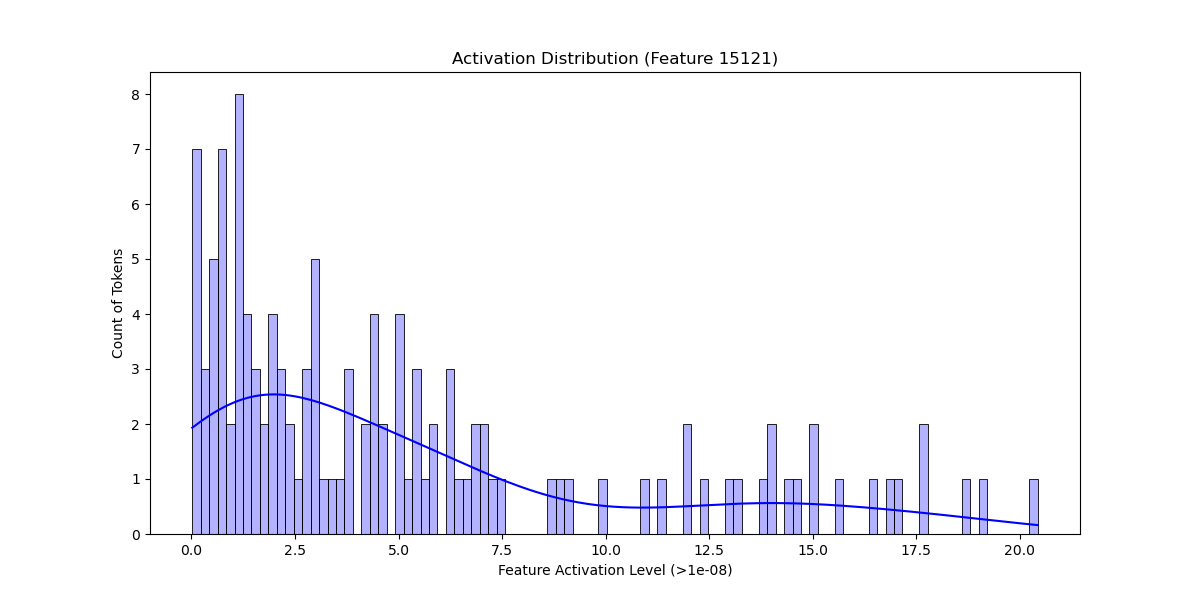 Activation Distribution (Feature 15121)
Count of Tokens
8
7
6
5
4
3
2
1
0
0.0 2.5 5.0 7.5 10.0 12.5 15.0 17.5 20.0
Feature Activation Level (>1e-08)